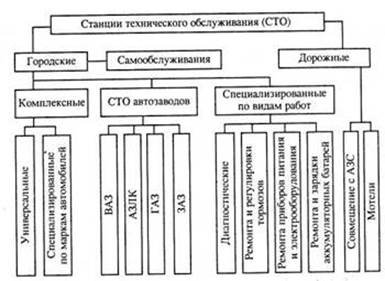 Станции технического обслуживания (СТО)
Городские
Самообслуживания
Дорожные
Комплексные
СТО автозаводов
Специализированные
по видам работ
Универсальные
Специализированные
по маркам автомобилей
ВАЗ
АЗЛК
ГАЗ
ЗАЗ
Диагностические
Ремонта и регулировки
тормозов
Ремонта приборов питания
и электрооборудования
Ремонта и зарядки
аккумуляторных батарей
Совмещение с АЗС
Мотели